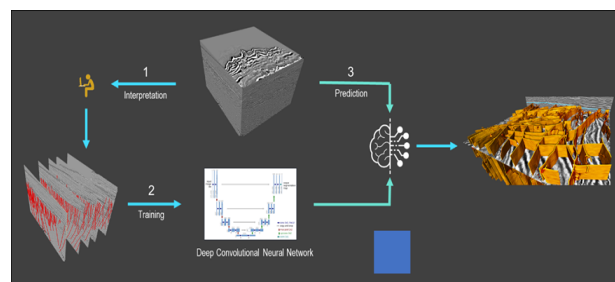 1
3
Interpretation
Prediction
2
Training
Deep Convolutional Neural Network